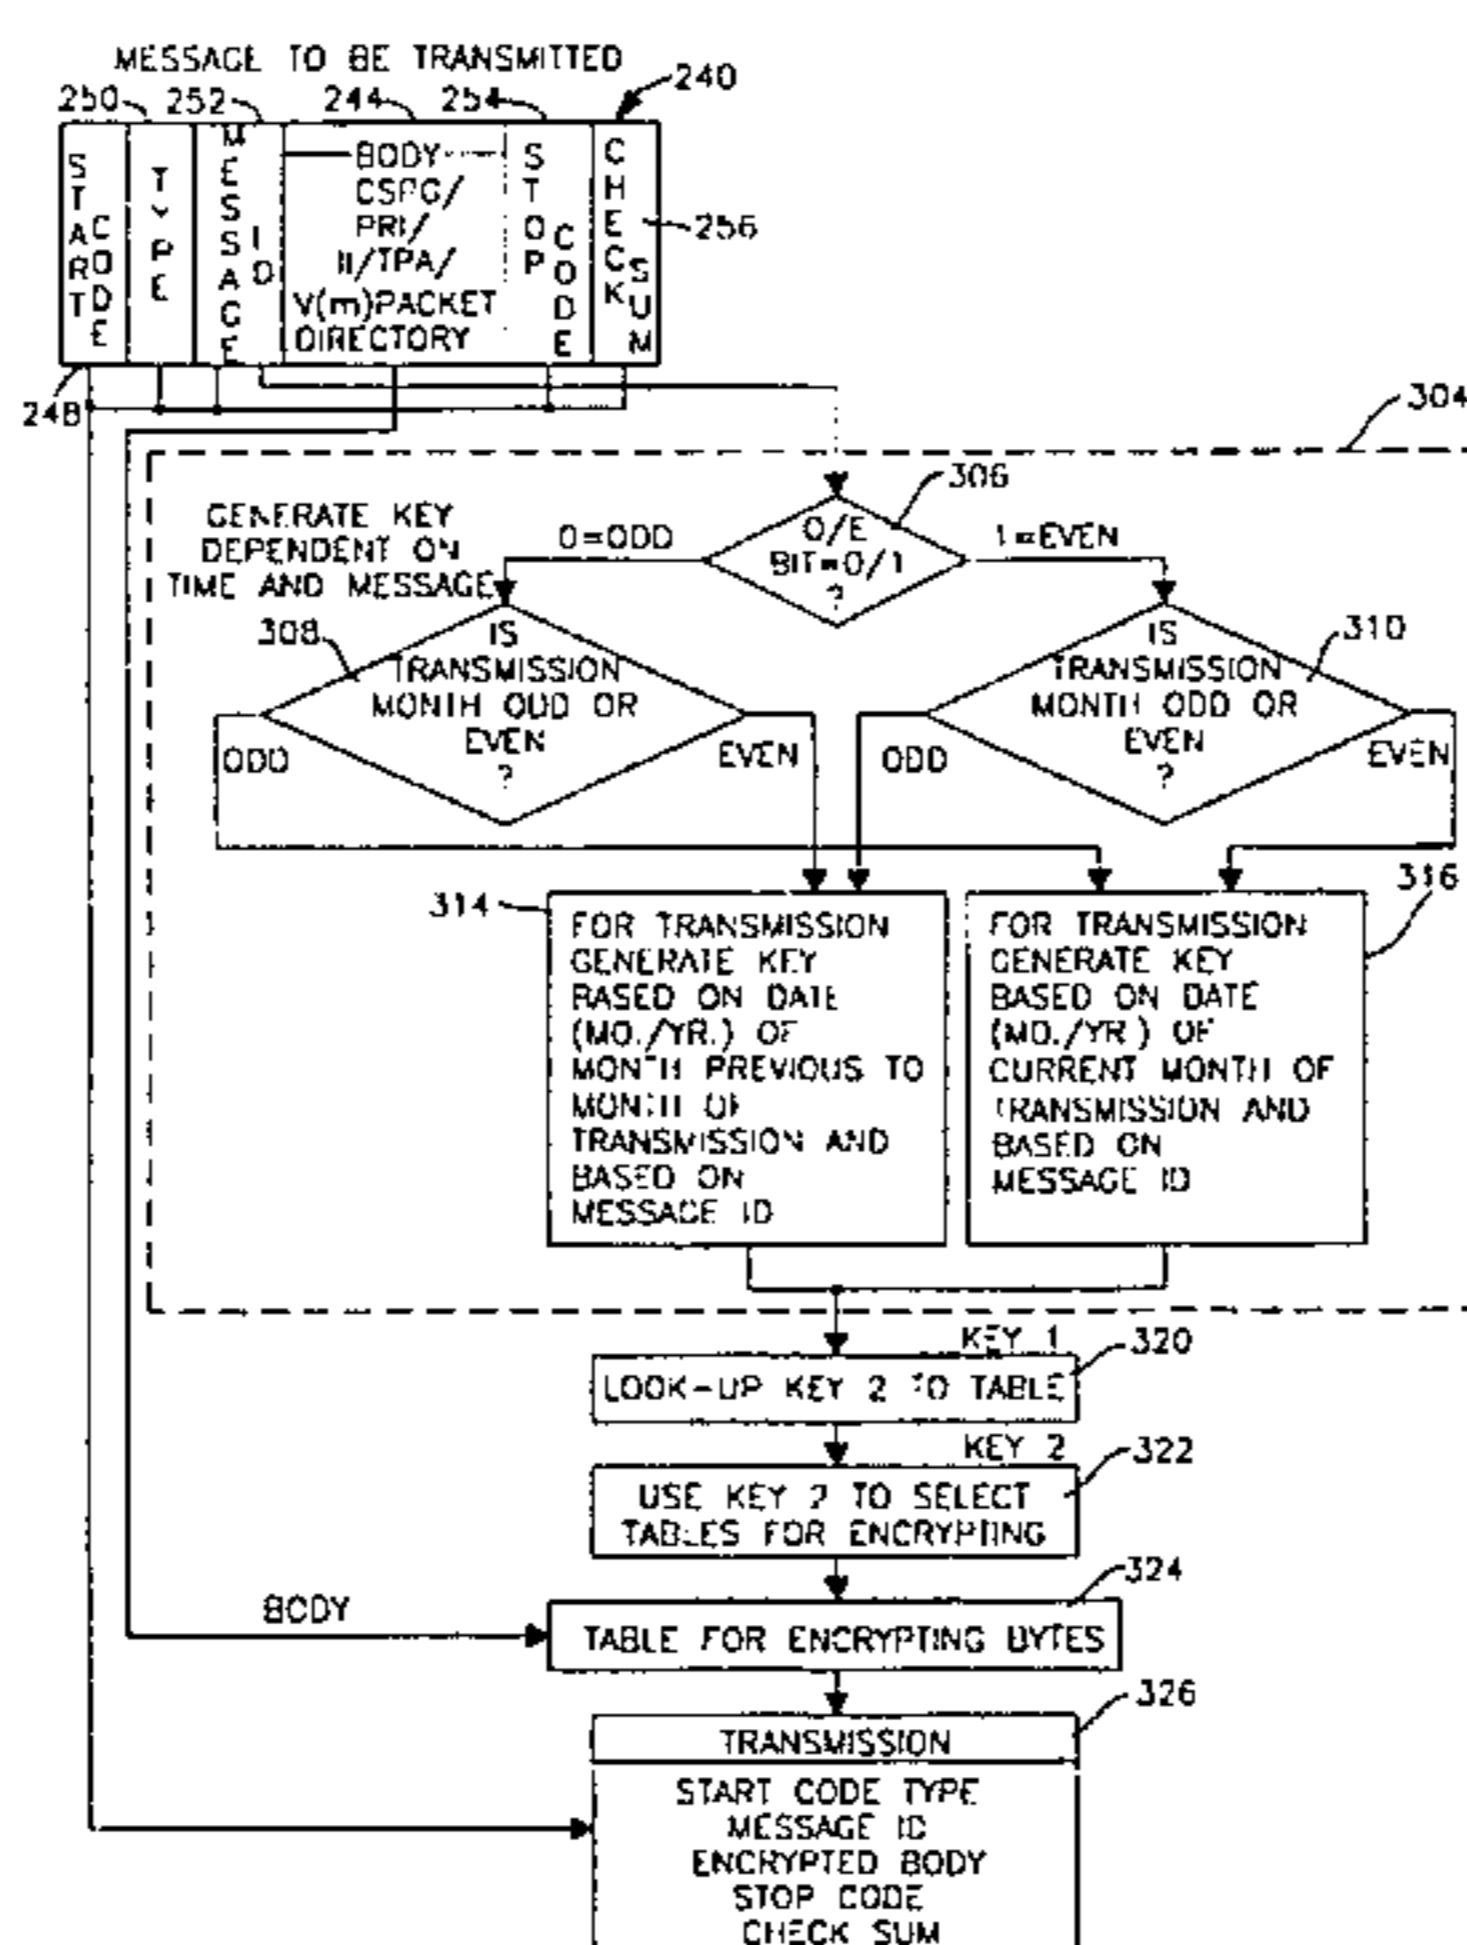 MESSAGE TO BE TRANSMITTED
250 252 244 254 240
START CODE
TYPE
MESSAGE ID
BODY
CSPG/
PRI/
II/TPA/
V(m)PACKET
DIRECTORY
STOP CODE
CHECK SUM
256
248
304
306
GENERATE KEY
DEPENDENT ON
TIME AND MESSAGE
0=ODD
O/E
BIT=0/1
?
1=EVEN
308
IS
TRANSMISSION
MONTH ODD OR
EVEN
?
ODD
EVEN
310
IS
TRANSMISSION
MONTH ODD OR
EVEN
?
ODD
EVEN
314
FOR TRANSMISSION
GENERATE KEY
BASED ON DATE
(MO./YR.) OF
MONTH PREVIOUS TO
MONTH OF
TRANSMISSION AND
BASED ON
MESSAGE ID
316
FOR TRANSMISSION
GENERATE KEY
BASED ON DATE
(MO./YR.) OF
CURRENT MONTH OF
TRANSMISSION AND
BASED ON
MESSAGE ID
KEY 1
320
LOOK-UP KEY 2 TO TABLE
KEY 2
322
USE KEY 2 TO SELECT
TABLES FOR ENCRYPTING
324
BODY
TABLE FOR ENCRYPTING BYTES
326
TRANSMISSION
START CODE TYPE
MESSAGE ID
ENCRYPTED BODY
STOP CODE
CHECK SUM